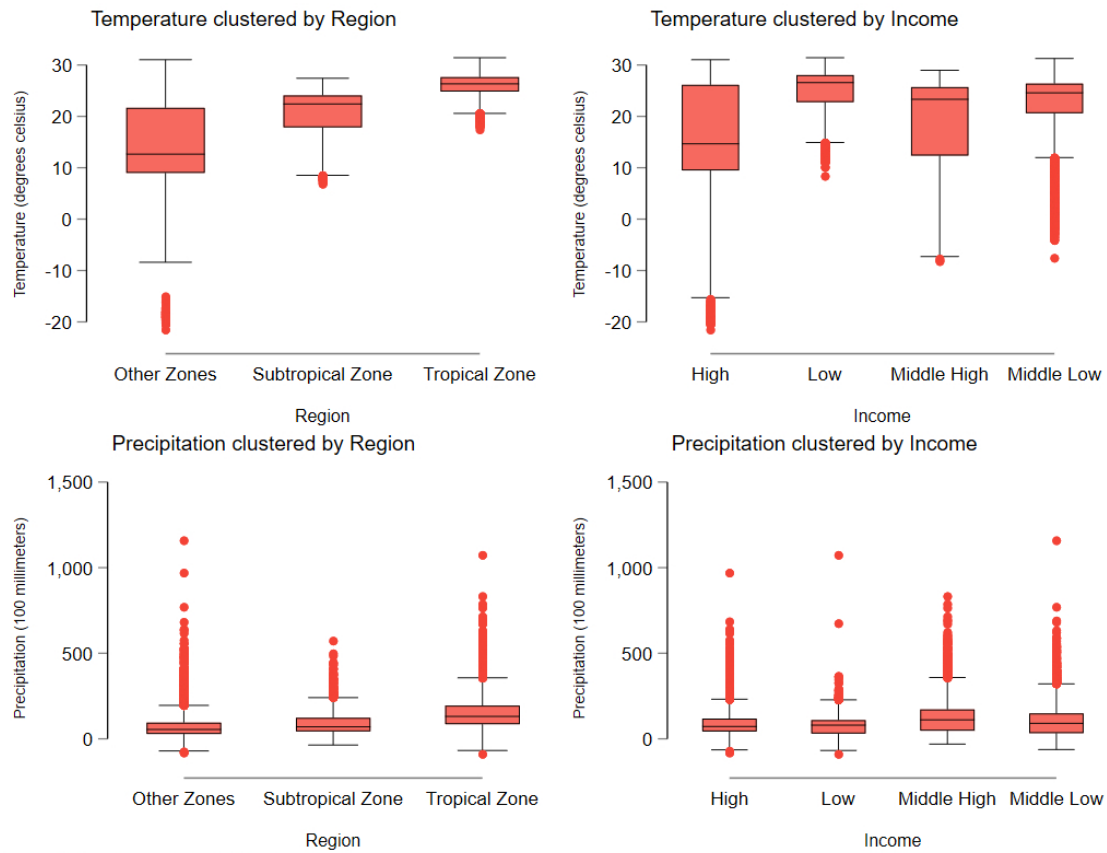 Temperature clustered by Region
Temperature (degrees celsius)
30
20
10
0
-10
-20
Other Zones
Subtropical Zone
Tropical Zone
Region
Temperature clustered by Income
Temperature (degrees celsius)
30
20
10
0
-10
-20
High
Low
Middle High
Middle Low
Income
Precipitation clustered by Region
Precipitation (100 millimeters)
1,500
1,000
500
0
Other Zones
Subtropical Zone
Tropical Zone
Region
Precipitation clustered by Income
Precipitation (100 millimeters)
1,500
1,000
500
0
High
Low
Middle High
Middle Low
Income